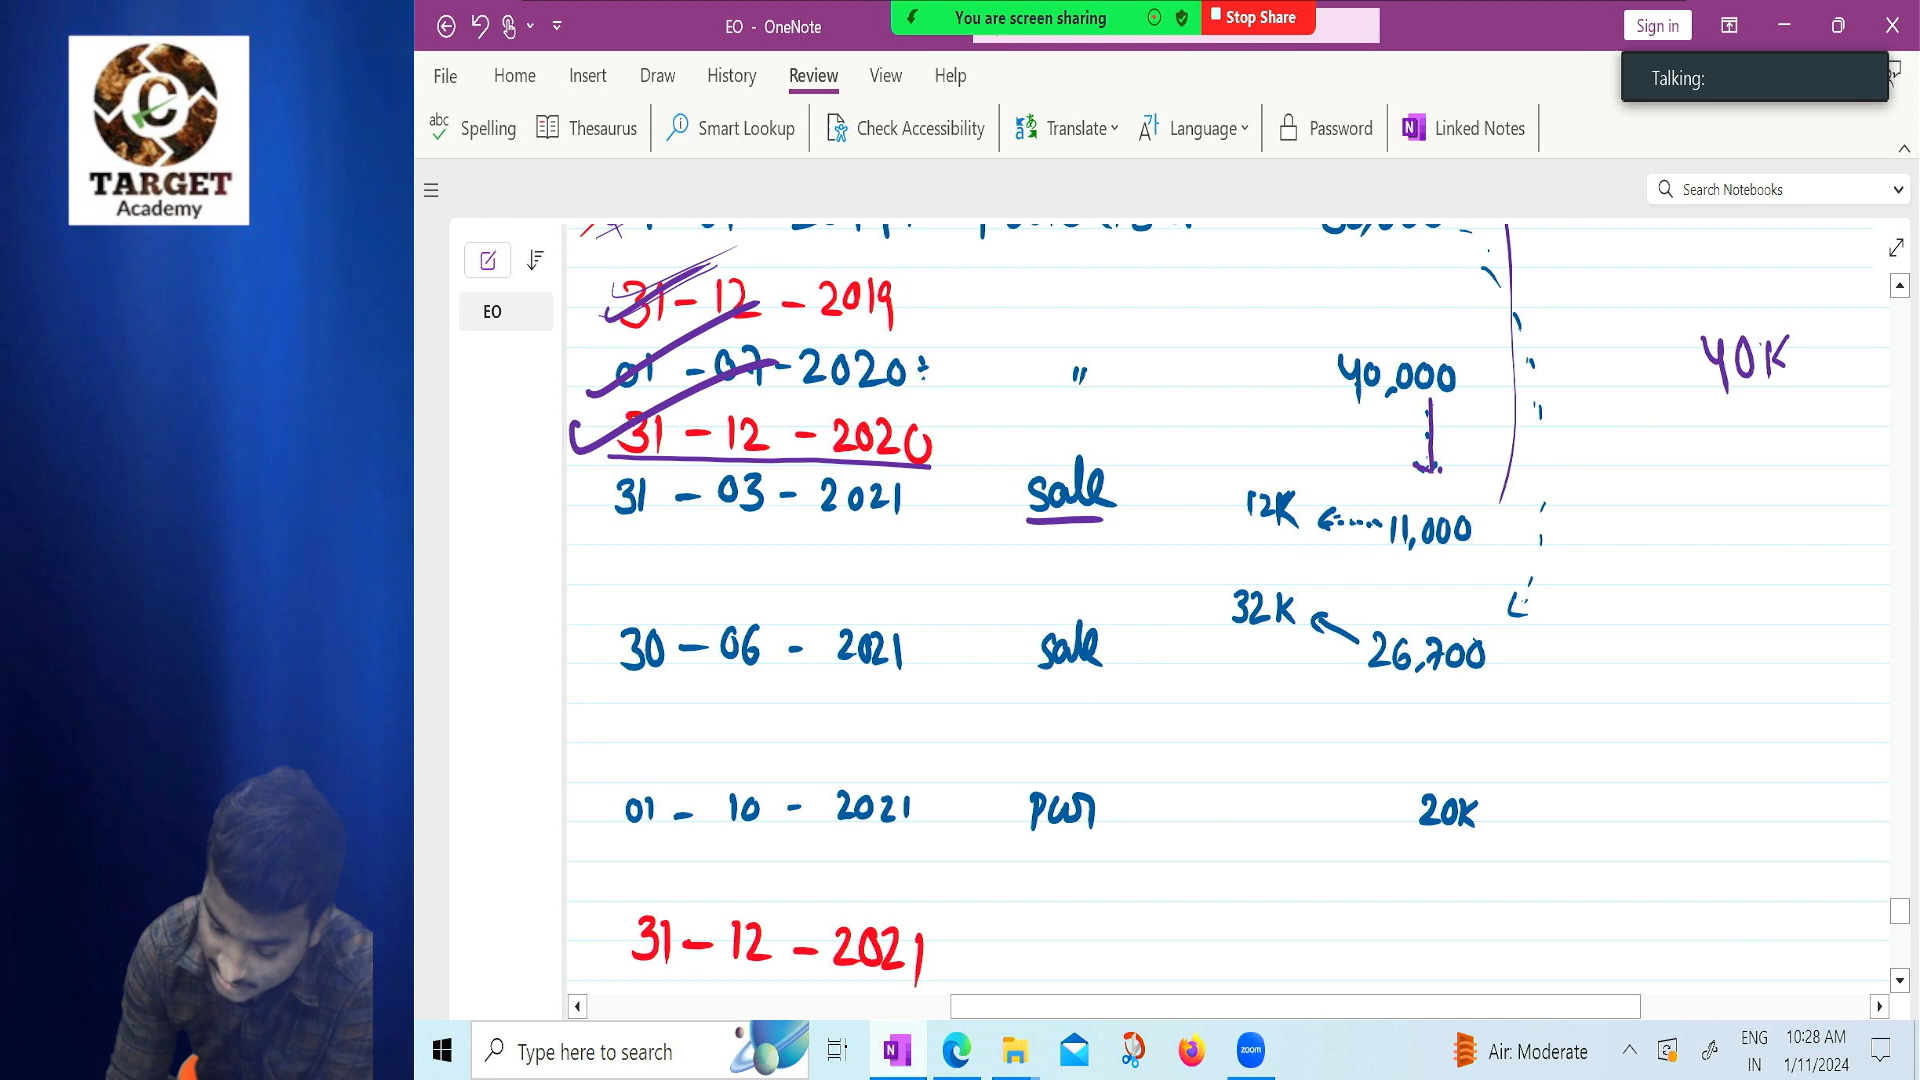 TARGET
Academy
EO - OneNote
You are screen sharing
Stop Share
Sign in
Talking:
File Home Insert Draw History Review View Help
abc Spelling Thesaurus Smart Lookup Check Accessibility Translate Language Password Linked Notes
Search Notebooks
EO
31 - 12 - 2019
01 - 07 - 2020 : " 40,000 40K
31 - 12 - 2020
31 - 03 - 2021 sale 12K 11,000
32K
30 - 06 - 2021 sale 26,700
01 - 10 - 2021 20K
31 - 12 - 2021
Type here to search
zoom
Air: Moderate
ENG
IN
10:28 AM
1/11/2024